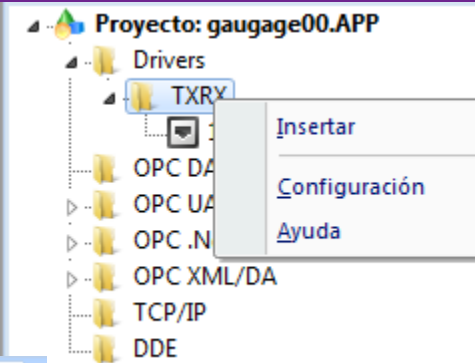 Proyecto: gaugage00.APP
Drivers
TXRX
Insertar
OPC DA
Configuración
OPC UA
Ayuda
OPC .N
OPC XML/DA
TCP/IP
DDE